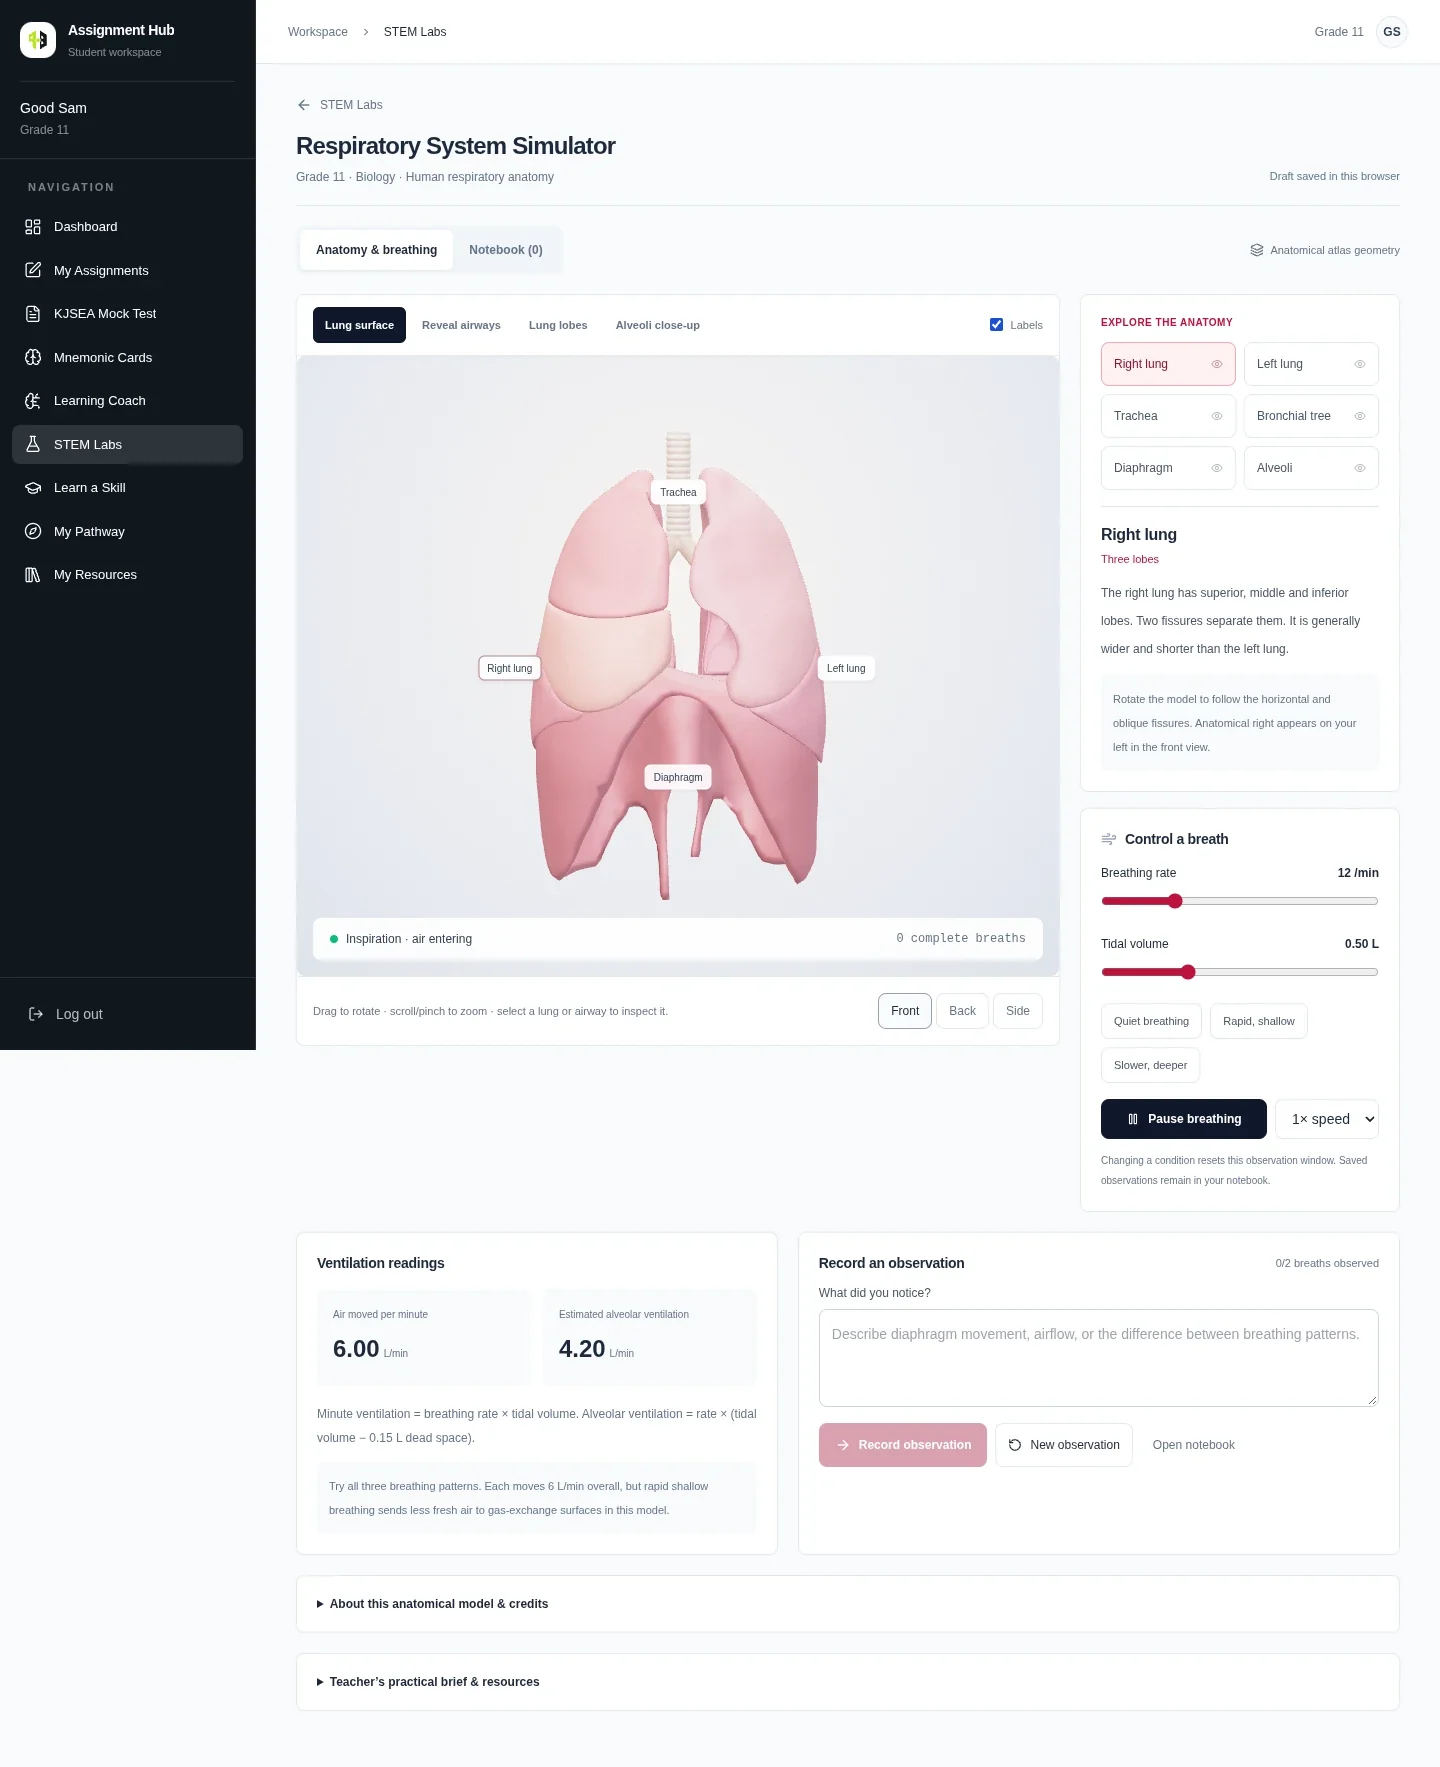 Assignment Hub
Student workspace
Good Sam
Grade 11
NAVIGATION
Dashboard
My Assignments
KJSEA Mock Test
Mnemonic Cards
Learning Coach
STEM Labs
Learn a Skill
My Pathway
My Resources
Log out
Workspace
STEM Labs
Grade 11
GS
STEM Labs
Respiratory System Simulator
Grade 11 · Biology · Human respiratory anatomy
Draft saved in this browser
Anatomy & breathing
Notebook (0)
Anatomical atlas geometry
Lung surface
Reveal airways
Lung lobes
Alveoli close-up
Labels
Trachea
Right lung
Left lung
Diaphragm
Inspiration · air entering
0 complete breaths
Drag to rotate · scroll/pinch to zoom · select a lung or airway to inspect it.
Front
Back
Side
EXPLORE THE ANATOMY
Right lung
Left lung
Trachea
Bronchial tree
Diaphragm
Alveoli
Right lung
Three lobes
The right lung has superior, middle and inferior
lobes. Two fissures separate them. It is generally
wider and shorter than the left lung.
Rotate the model to follow the horizontal and
oblique fissures. Anatomical right appears on your
left in the front view.
Control a breath
Breathing rate
12 /min
Tidal volume
0.50 L
Quiet breathing
Rapid, shallow
Slower, deeper
Pause breathing
1× speed
Changing a condition resets this observation window. Saved
observations remain in your notebook.
Ventilation readings
Air moved per minute
6.00 L/min
Estimated alveolar ventilation
4.20 L/min
Minute ventilation = breathing rate × tidal volume. Alveolar ventilation = rate × (tidal
volume − 0.15 L dead space).
Try all three breathing patterns. Each moves 6 L/min overall, but rapid shallow
breathing sends less fresh air to gas-exchange surfaces in this model.
Record an observation
0/2 breaths observed
What did you notice?
Describe diaphragm movement, airflow, or the difference between breathing patterns.
Record observation
New observation
Open notebook
About this anatomical model & credits
Teacher’s practical brief & resources